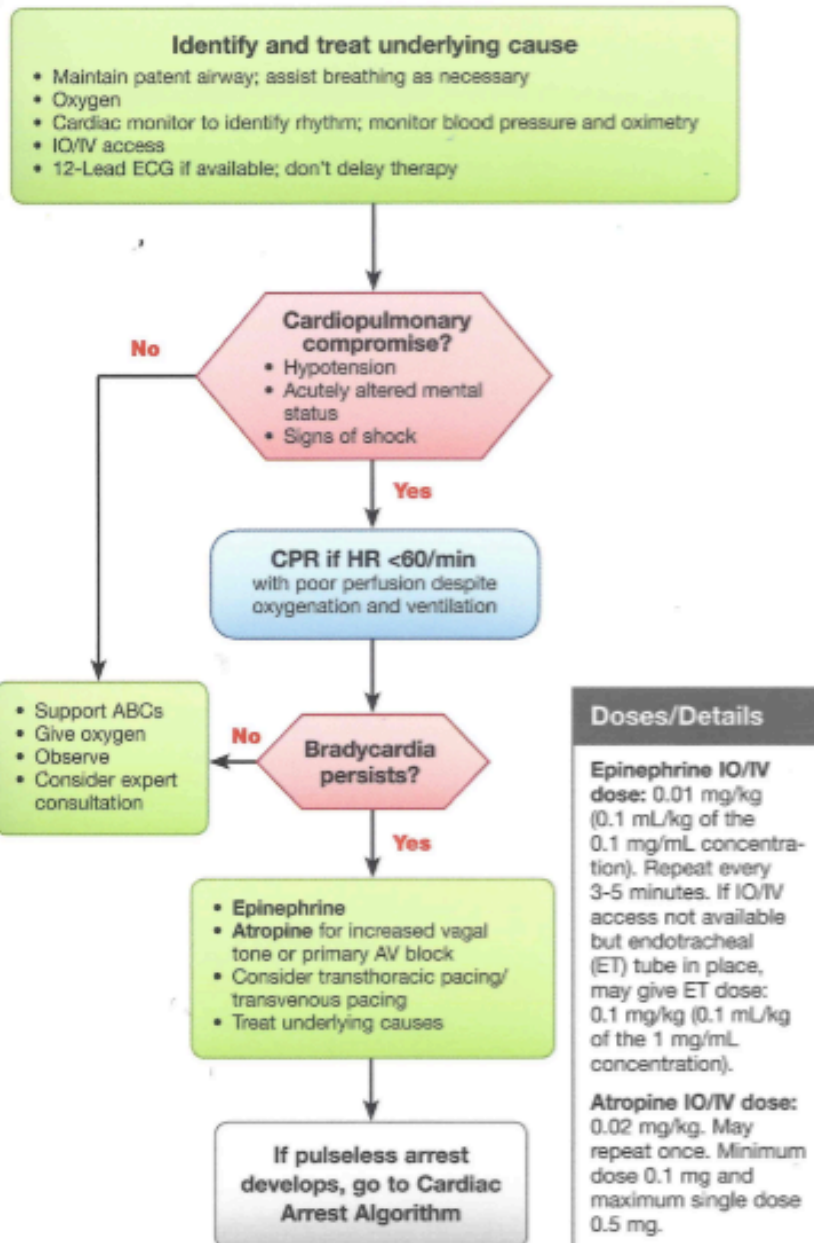 Identify and treat underlying cause
• Maintain patent airway; assist breathing as necessary
• Oxygen
• Cardiac monitor to identify rhythm; monitor blood pressure and oximetry
• IO/IV access
• 12-Lead ECG if available; don't delay therapy
Cardiopulmonary
compromise?
• Hypotension
• Acutely altered mental
status
• Signs of shock
No
Yes
CPR if HR <60/min
with poor perfusion despite
oxygenation and ventilation
• Support ABCs
• Give oxygen
• Observe
• Consider expert
consultation
No
Bradycardia
persists?
Yes
• Epinephrine
• Atropine for increased vagal
tone or primary AV block
• Consider transthoracic pacing/
transvenous pacing
• Treat underlying causes
If pulseless arrest
develops, go to Cardiac
Arrest Algorithm
Doses/Details
Epinephrine IO/IV
dose: 0.01 mg/kg
(0.1 mL/kg of the
0.1 mg/mL concentra-
tion). Repeat every
3-5 minutes. If IO/IV
access not available
but endotracheal
(ET) tube in place,
may give ET dose:
0.1 mg/kg (0.1 mL/kg
of the 1 mg/mL
concentration).
Atropine IO/IV dose:
0.02 mg/kg. May
repeat once. Minimum
dose 0.1 mg and
maximum single dose
0.5 mg.